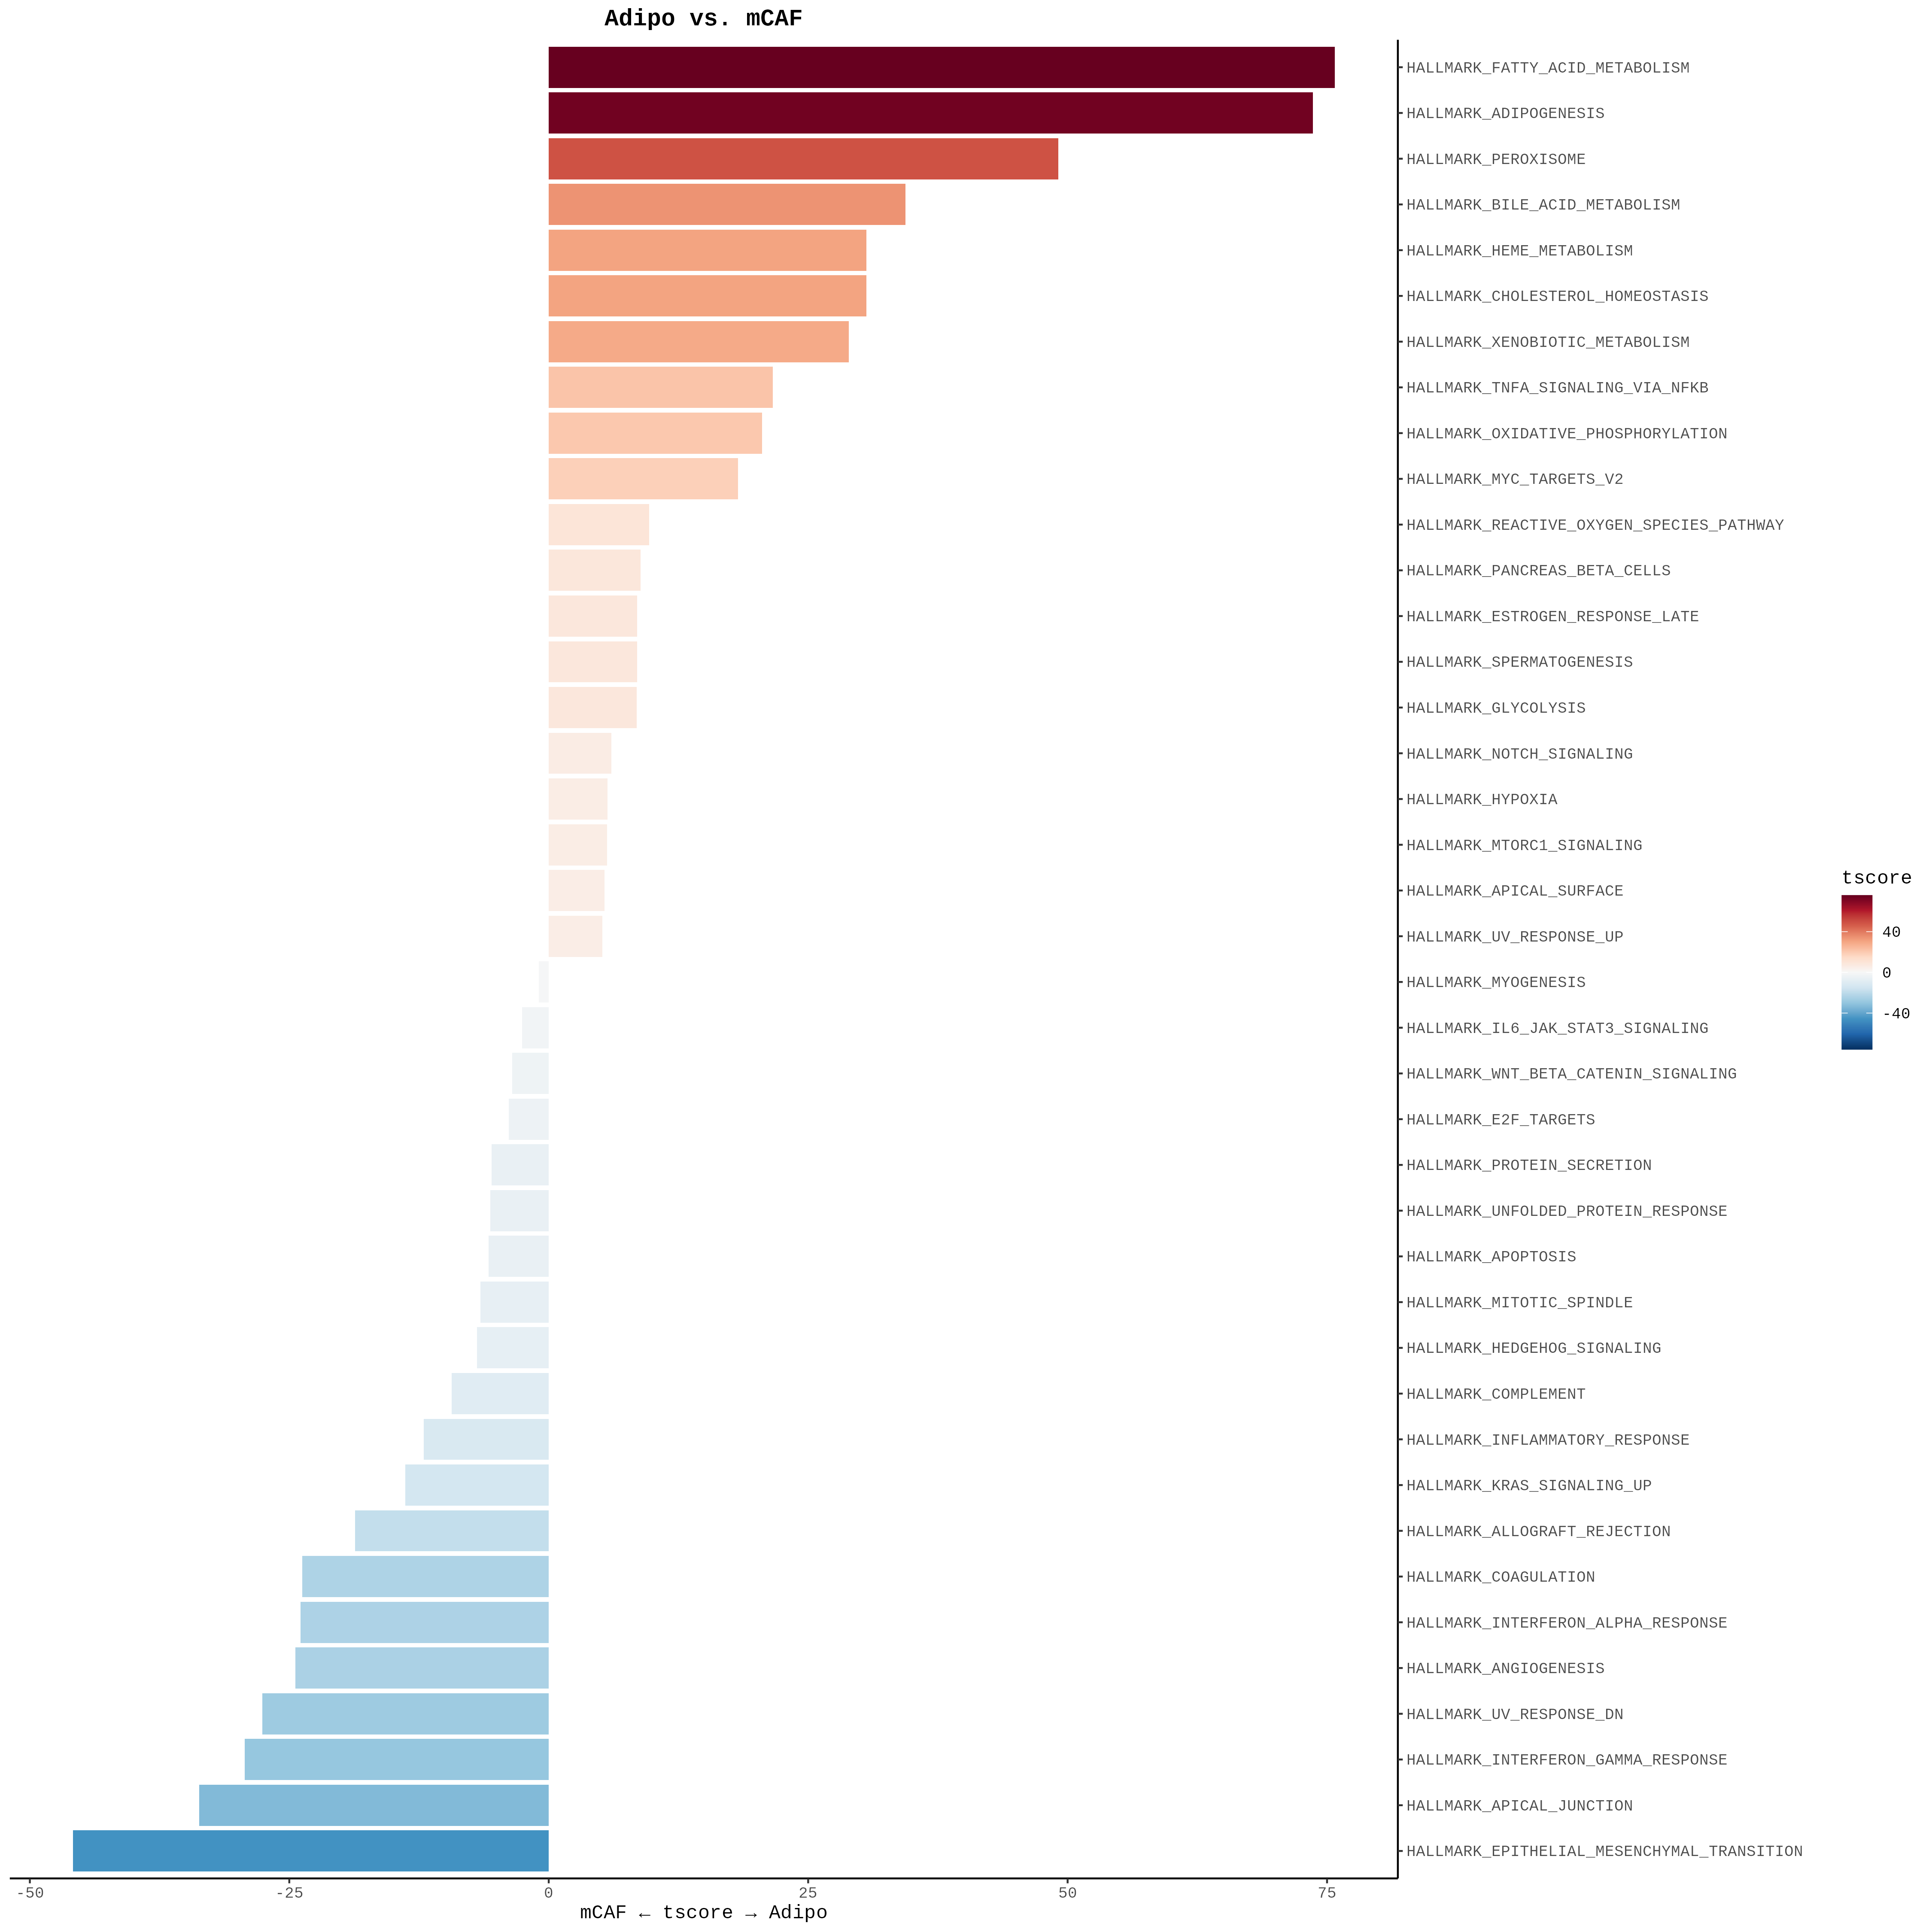 Adipo vs. mCAF
HALLMARK_FATTY_ACID_METABOLISM
HALLMARK_ADIPOGENESIS
HALLMARK_PEROXISOME
HALLMARK_BILE_ACID_METABOLISM
HALLMARK_HEME_METABOLISM
HALLMARK_CHOLESTEROL_HOMEOSTASIS
HALLMARK_XENOBIOTIC_METABOLISM
HALLMARK_TNFA_SIGNALING_VIA_NFKB
HALLMARK_OXIDATIVE_PHOSPHORYLATION
HALLMARK_MYC_TARGETS_V2
HALLMARK_REACTIVE_OXYGEN_SPECIES_PATHWAY
HALLMARK_PANCREAS_BETA_CELLS
HALLMARK_ESTROGEN_RESPONSE_LATE
HALLMARK_SPERMATOGENESIS
HALLMARK_GLYCOLYSIS
HALLMARK_NOTCH_SIGNALING
HALLMARK_HYPOXIA
HALLMARK_MTORC1_SIGNALING
HALLMARK_APICAL_SURFACE
HALLMARK_UV_RESPONSE_UP
HALLMARK_MYOGENESIS
HALLMARK_IL6_JAK_STAT3_SIGNALING
HALLMARK_WNT_BETA_CATENIN_SIGNALING
HALLMARK_E2F_TARGETS
HALLMARK_PROTEIN_SECRETION
HALLMARK_UNFOLDED_PROTEIN_RESPONSE
HALLMARK_APOPTOSIS
HALLMARK_MITOTIC_SPINDLE
HALLMARK_HEDGEHOG_SIGNALING
HALLMARK_COMPLEMENT
HALLMARK_INFLAMMATORY_RESPONSE
HALLMARK_KRAS_SIGNALING_UP
HALLMARK_ALLOGRAFT_REJECTION
HALLMARK_COAGULATION
HALLMARK_INTERFERON_ALPHA_RESPONSE
HALLMARK_ANGIOGENESIS
HALLMARK_UV_RESPONSE_DN
HALLMARK_INTERFERON_GAMMA_RESPONSE
HALLMARK_APICAL_JUNCTION
HALLMARK_EPITHELIAL_MESENCHYMAL_TRANSITION
-50 -25 0 25 50 75
mCAF ← tscore → Adipo
tscore
40
0
-40